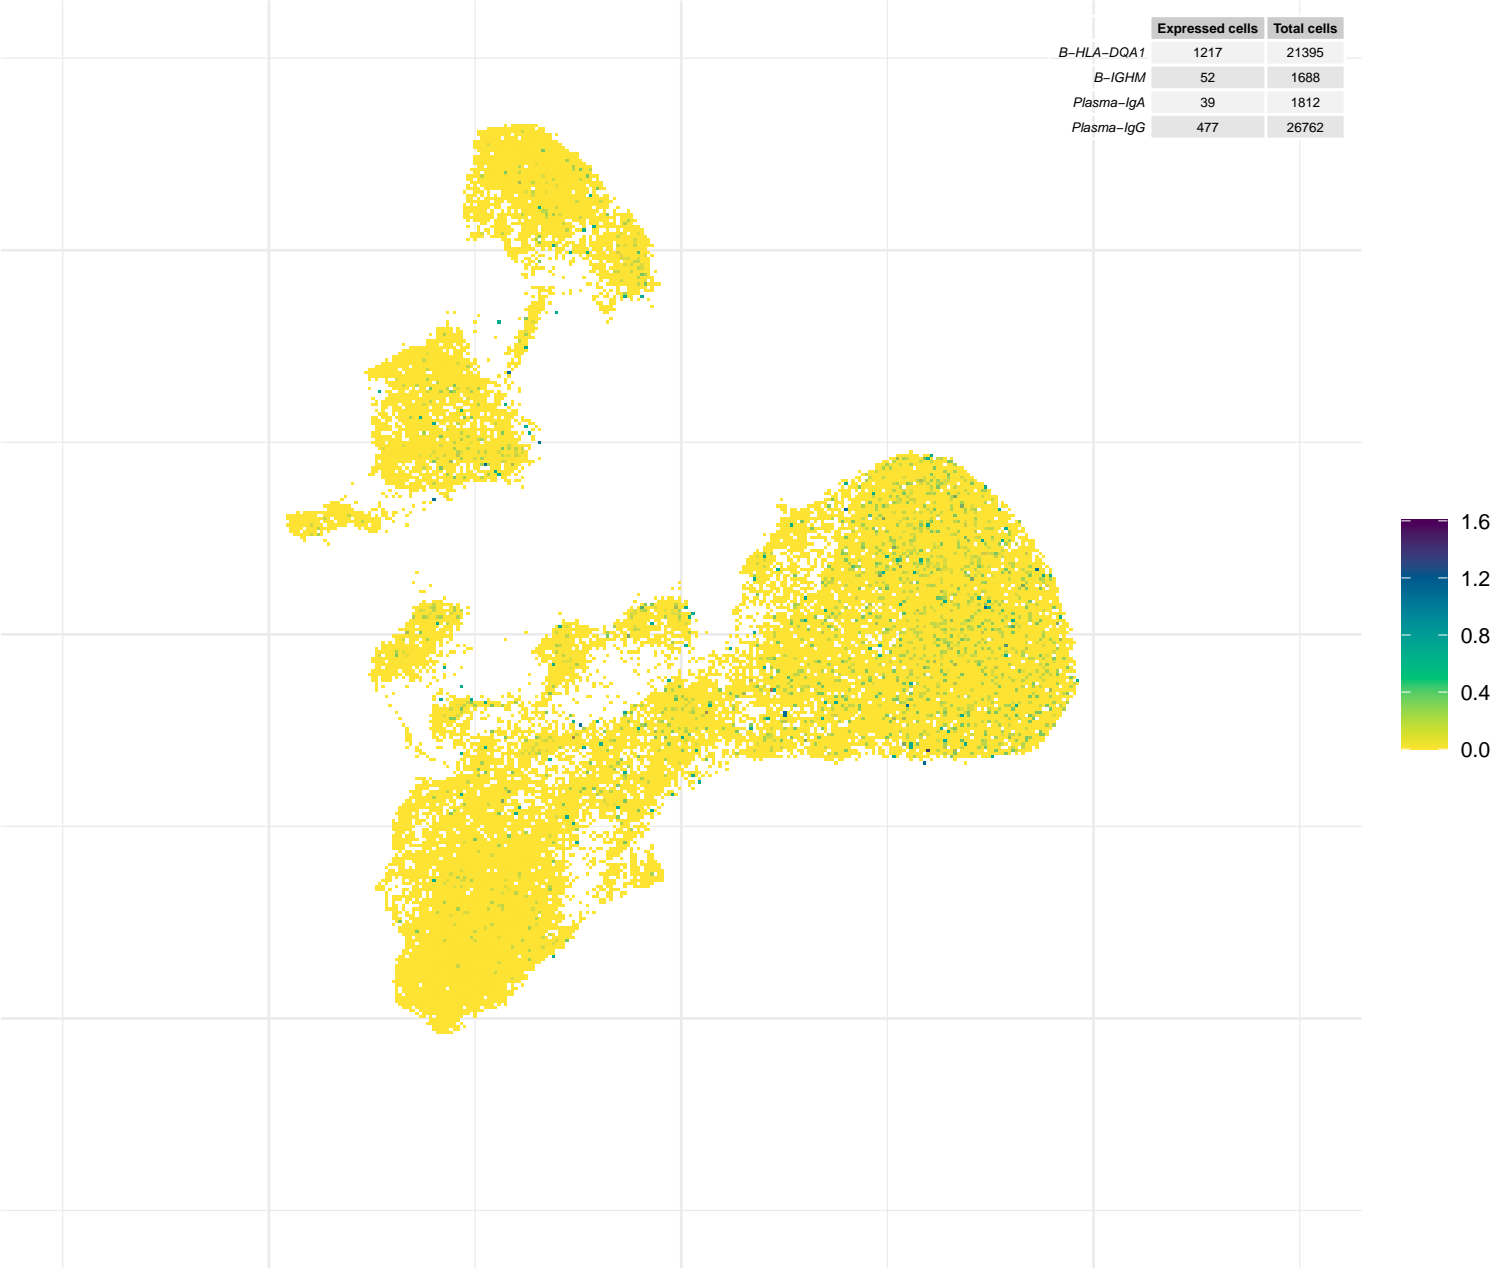 Expressed cells Total cells
B−HLA−DQA1 1217 21395
B−IGHM 52 1688
Plasma−IgA 39 1812
Plasma−IgG 477 26762
1.6
1.2
0.8
0.4
0.0